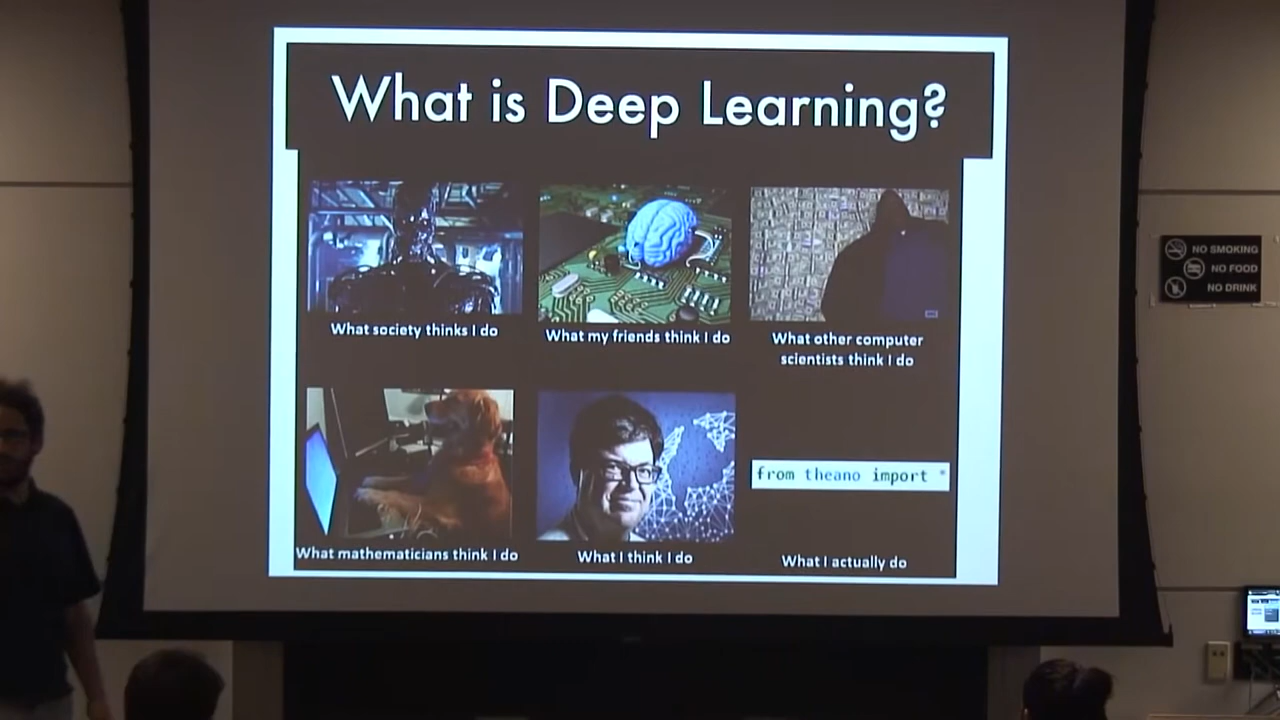 What is Deep Learning?
What society thinks I do
What my friends think I do
What other computer
scientists think I do
What mathematicians think I do
What I think I do
from theano import *
What I actually do
NO SMOKING
NO FOOD
NO DRINK